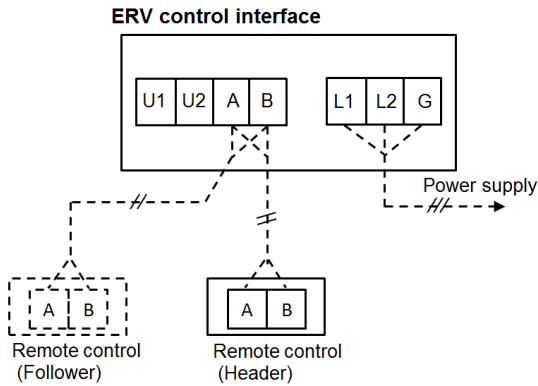 ERV control interface
U1 U2 A B L1 L2 G
Power supply
A B A B
Remote control Remote control
(Follower) (Header)